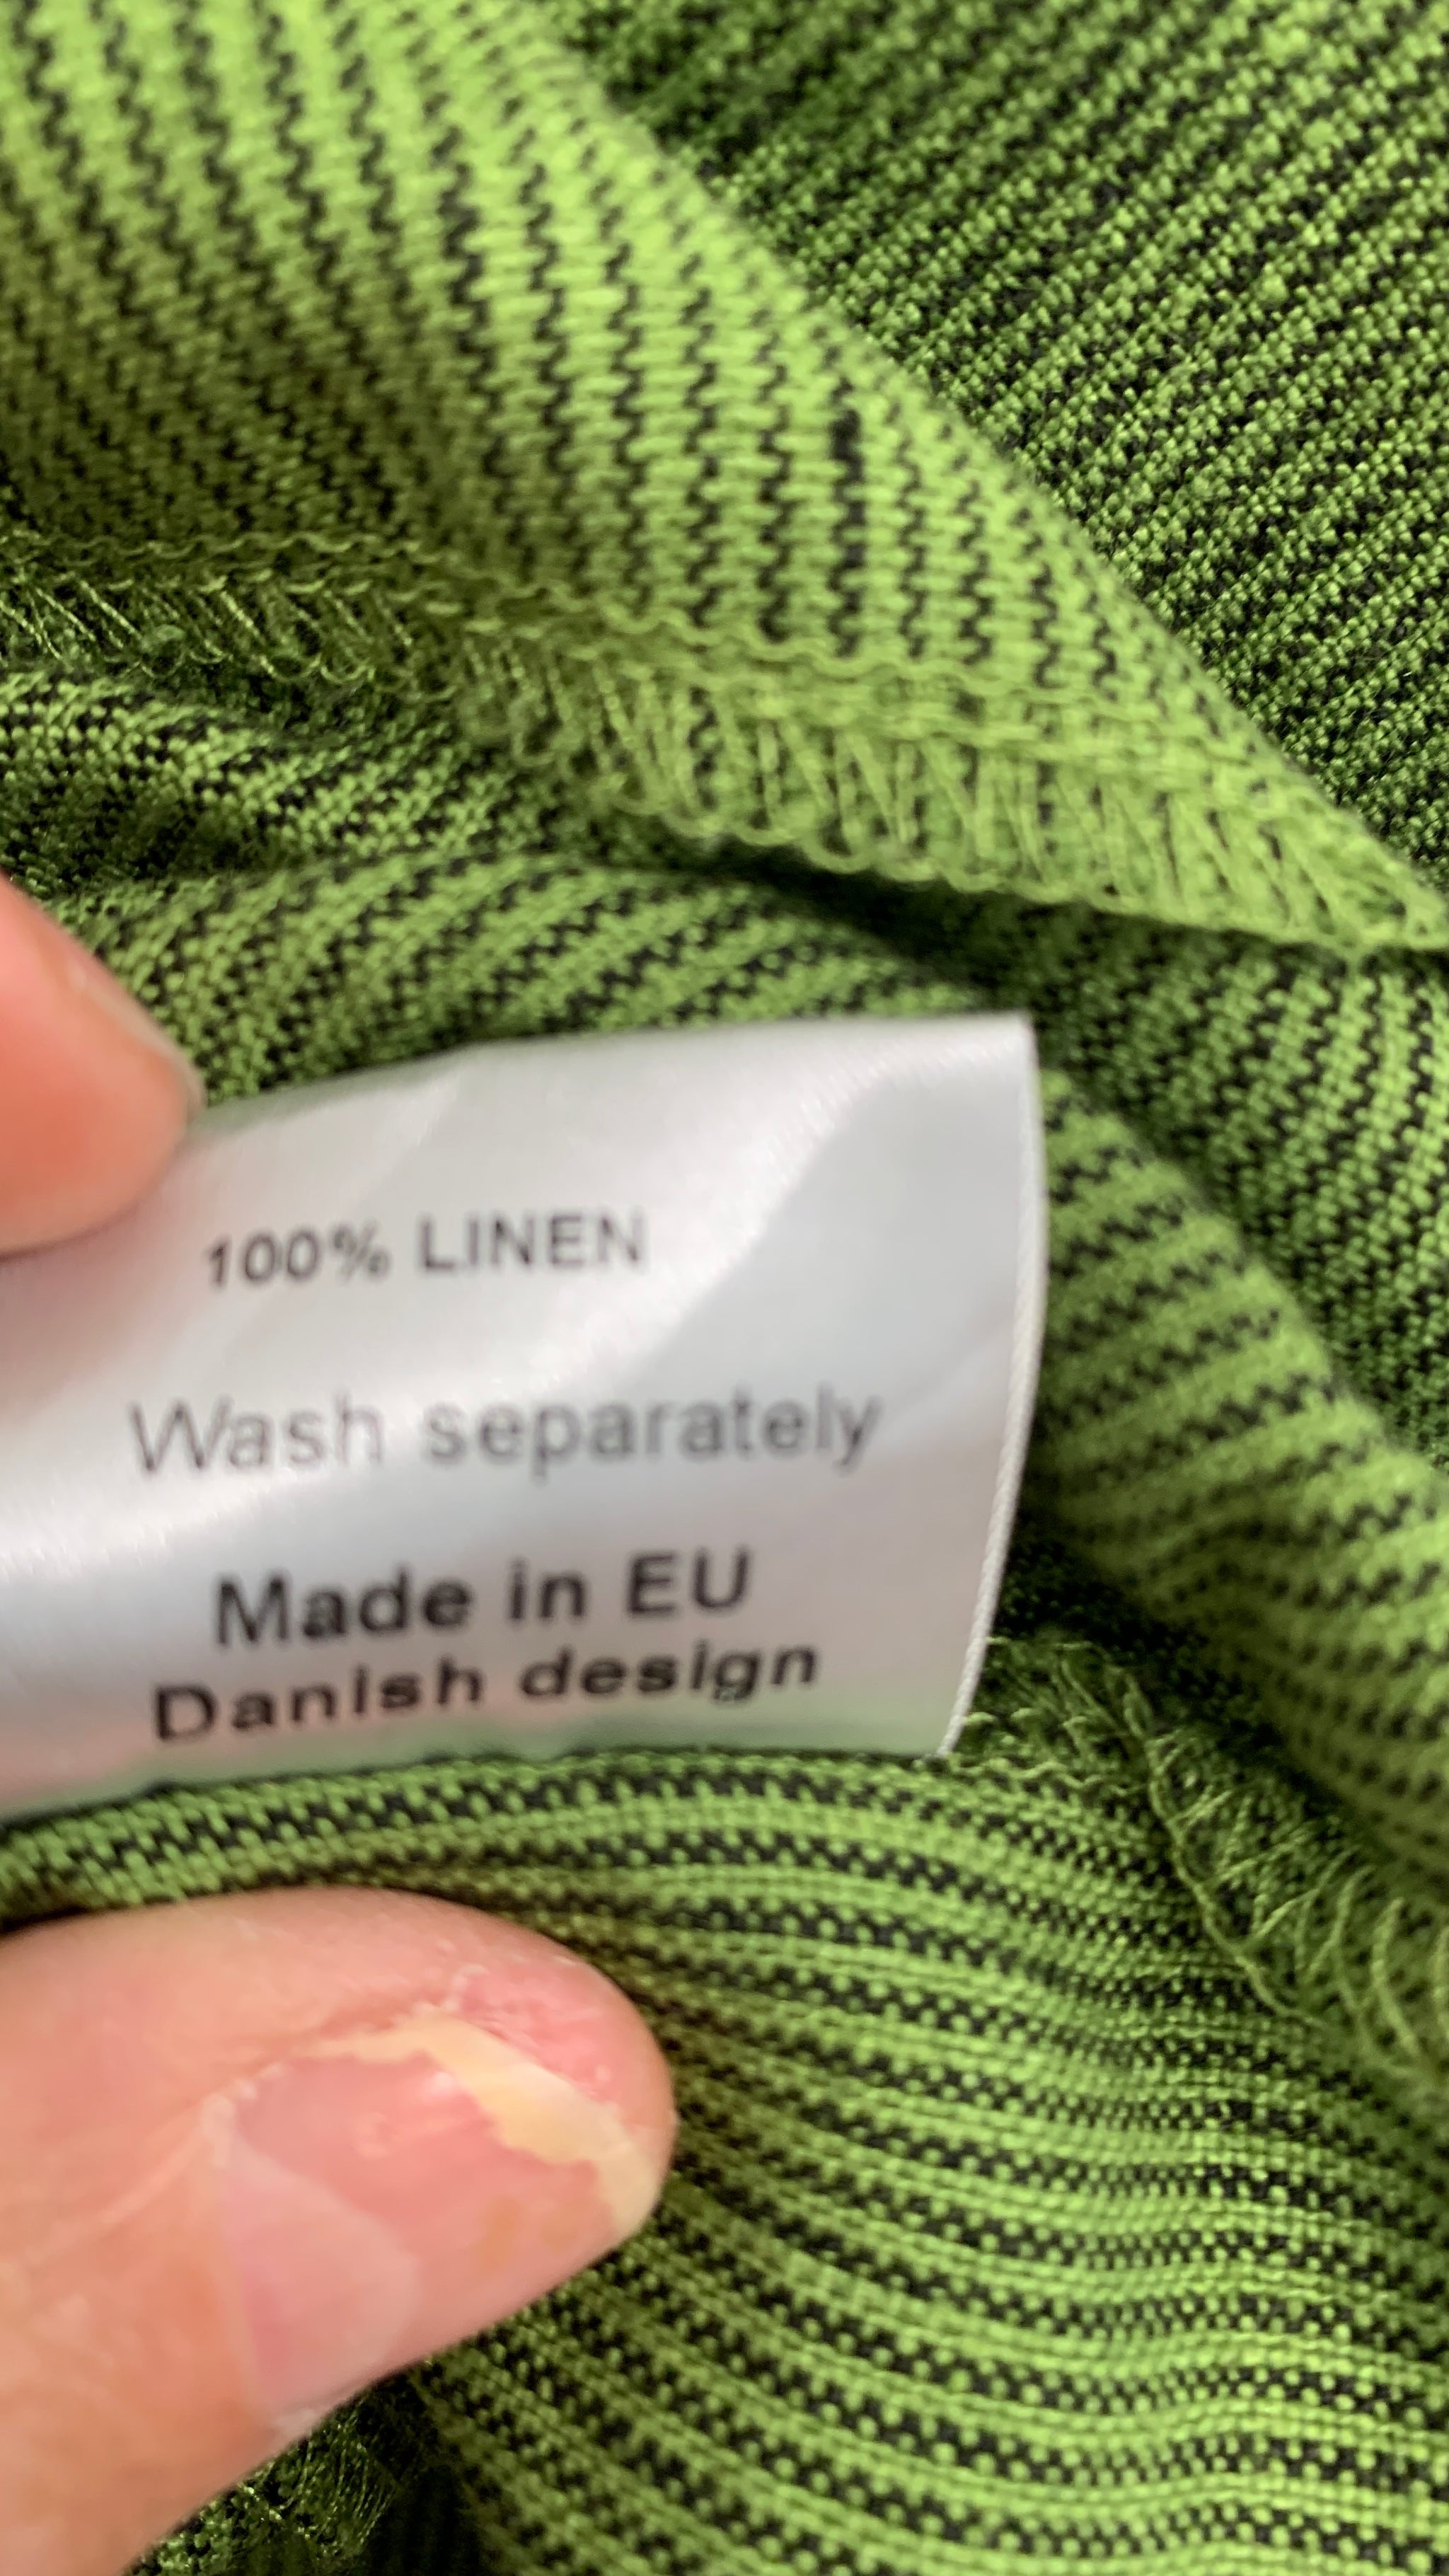 100% LINEN
Wash separately
Made in EU
Danish design